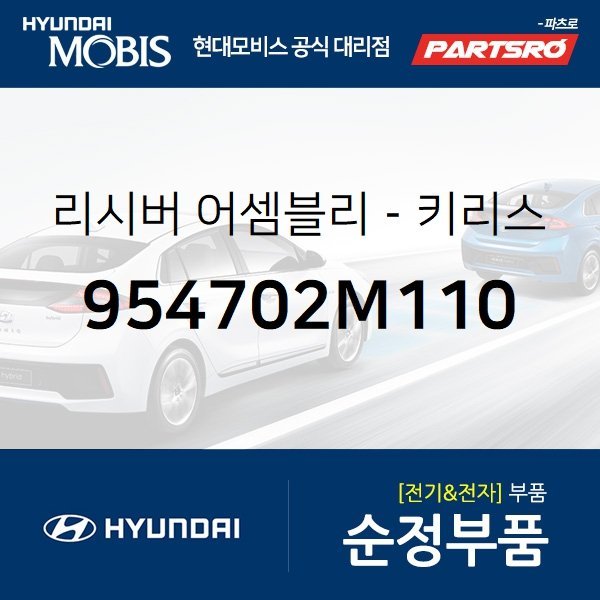 HYUNDAI
MOBIS
현대모비스 공식 대리점
-파츠로
PARTSRO
리시버 어셈블리 - 키리스
954702M110
hybrid
[전기&전자] 부품
HYUNDAI
순정부품